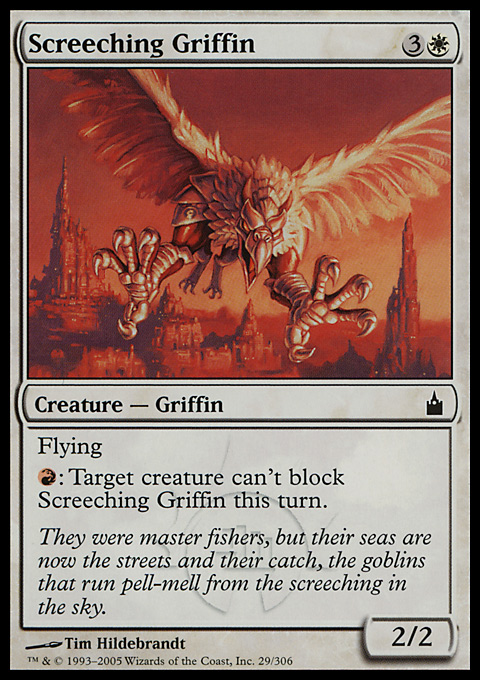 Screeching Griffin 3
Creature — Griffin
Flying
: Target creature can't block
Screeching Griffin this turn.
They were master fishers, but their seas are
now the streets and their catch, the goblins
that run pell-mell from the screeching in
the sky.
Tim Hildebrandt
2/2
™ & © 1993–2005 Wizards of the Coast, Inc. 29/306